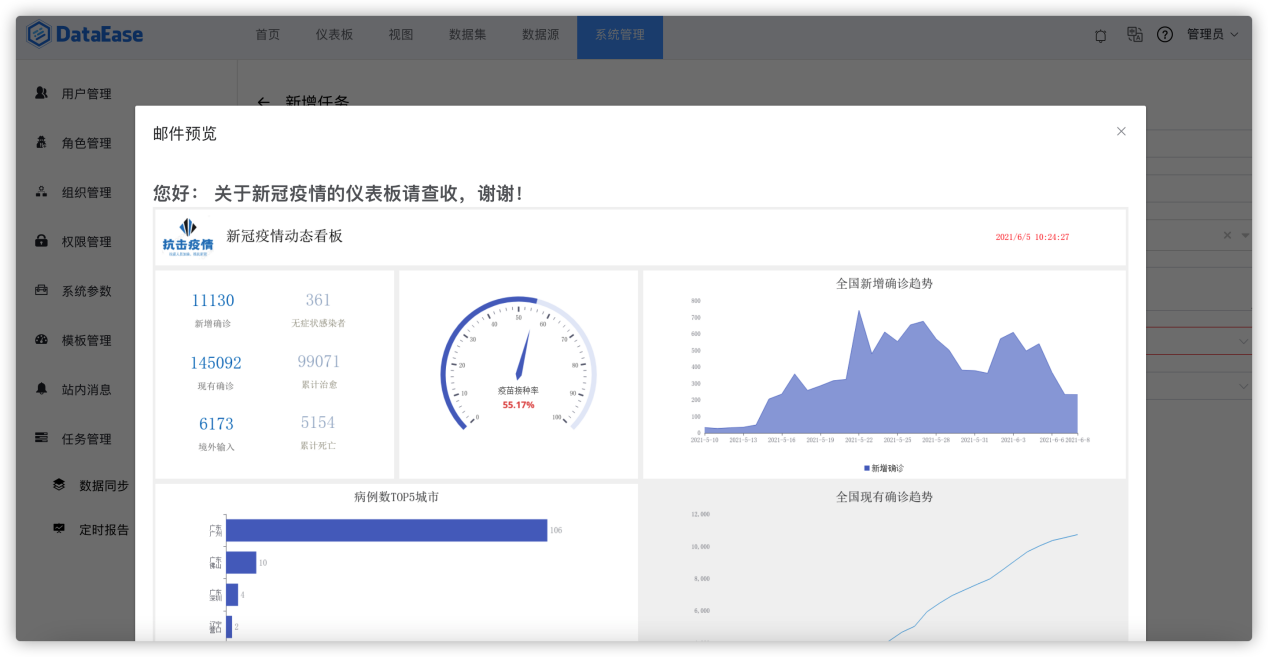 DataEase
首页 仪表板 视图 数据集 数据源 系统管理 管理员
用户管理
角色管理
组织管理
权限管理
系统参数
模板管理
站内消息
任务管理
数据同步
定时报告
新增任务
邮件预览
您好： 关于新冠疫情的仪表板请查收，谢谢！
抗击疫情
新冠疫情动态看板
2021/6/5 10:24:27
11130 361
新增确诊 无症状感染者
145092 99071
现有确诊 累计治愈
6173 5154
境外输入 累计死亡
0 10 20 30 40 50 60 70 80 90 100
疫苗接种率
55.17%
全国新增确诊趋势
800
700
600
500
400
300
200
100
0
2021-5-10 2021-5-13 2021-5-16 2021-5-19 2021-5-22 2021-5-25 2021-5-28 2021-5-31 2021-6-3 2021-6-6 2021-6-8
新增确诊
病例数TOP5城市
广东
广州
106
广东
佛山
10
广东
深圳
4
辽宁
营口
2
全国现有确诊趋势
12,000
10,000
8,000
6,000